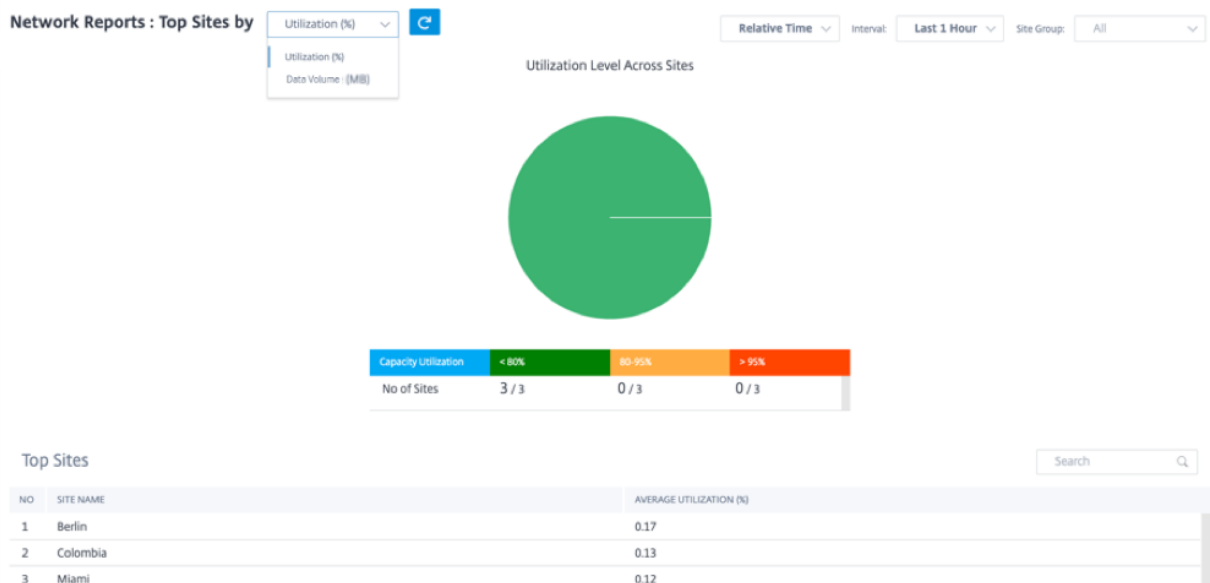 Network Reports : Top Sites by Utilization (%) Relative Time Interval: Last 1 Hour Site Group: All
Utilization (%)
Data Volume (MB)
Utilization Level Across Sites
Capacity Utilization < 80% 80-95% > 95%
No of Sites 3 / 3 0 / 3 0 / 3
Top Sites Search
NO SITE NAME AVERAGE UTILIZATION (%)
1 Berlin 0.17
2 Colombia 0.13
3 Miami 0.12